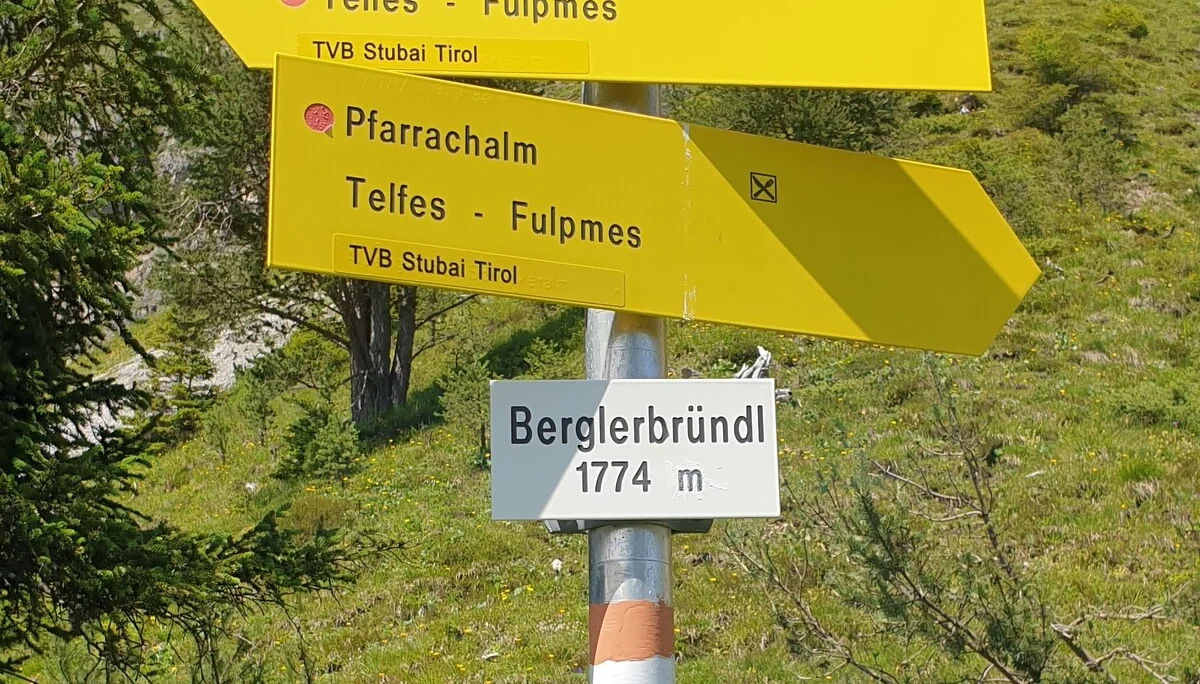 Telfes - Fulpmes
TVB Stubai Tirol
Pfarrachalm
Telfes - Fulpmes
TVB Stubai Tirol
Berglerbründl
1774 m